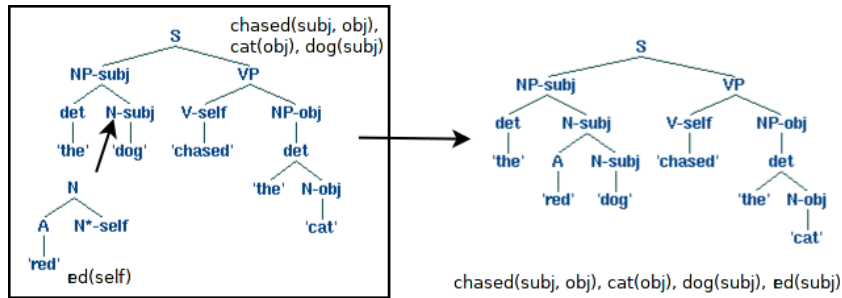 chased(subj, obj),
cat(obj), dog(subj)
S
NP-subj VP
det N-subj V-self NP-obj
'the' 'dog' 'chased' det
'the' N-obj
'cat'
N
A N*-self
'red'
red(self)
S
NP-subj VP
det N-subj V-self NP-obj
'the' A N-subj 'chased' det
'red' 'dog' 'the' N-obj
'cat'
chased(subj, obj), cat(obj), dog(subj), red(subj)